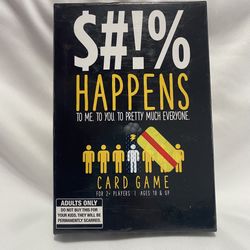 $#!%
HAPPENS
TO ME. TO YOU. TO PRETTY MUCH EVERYONE.
CARD GAME
FOR 2+ PLAYERS | AGES 18 & UP
ADULTS ONLY
DO NOT BUY THIS FOR
YOUR KIDS. THEY WILL BE
PERMANENTLY SCARRED.